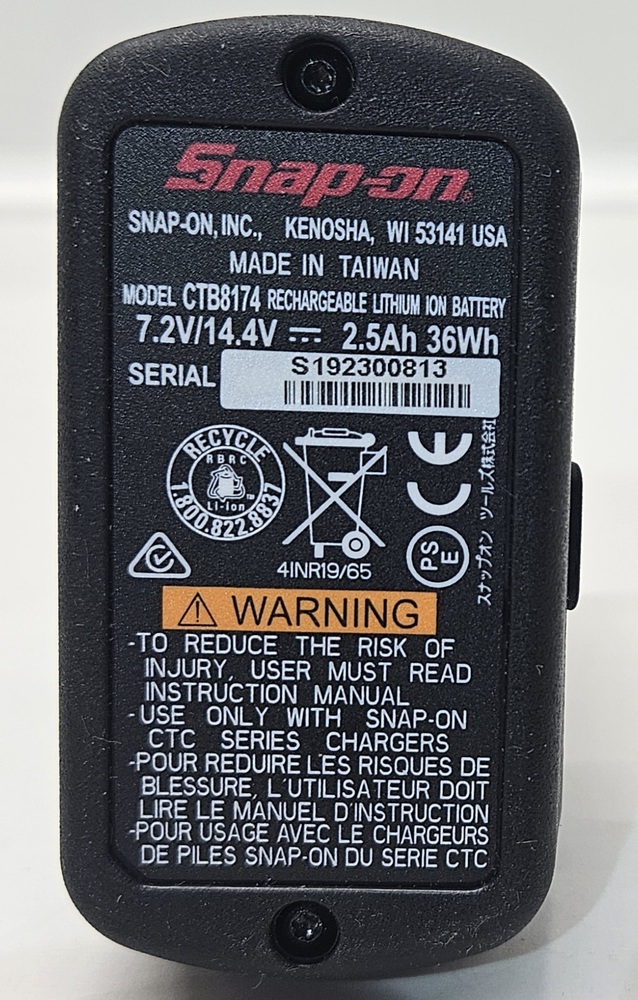 Snap-on
SNAP-ON, INC., KENOSHA, WI 53141 USA
MADE IN TAIWAN
MODEL CTB8174 RECHARGEABLE LITHIUM ION BATTERY
7.2V/14.4V 2.5Ah 36Wh
SERIAL S192300813
RECYCLE
RBRC
Li-Ion
1.800.822.8837
4INR19/65
CE
PS
E
スナップオン ツールズ株式会社
⚠ WARNING
-TO REDUCE THE RISK OF
INJURY, USER MUST READ
INSTRUCTION MANUAL
-USE ONLY WITH SNAP-ON
CTC SERIES CHARGERS
-POUR REDUIRE LES RISQUES DE
BLESSURE, L'UTILISATEUR DOIT
LIRE LE MANUEL D'INSTRUCTION
-POUR USAGE AVEC LE CHARGEURS
DE PILES SNAP-ON DU SERIE CTC